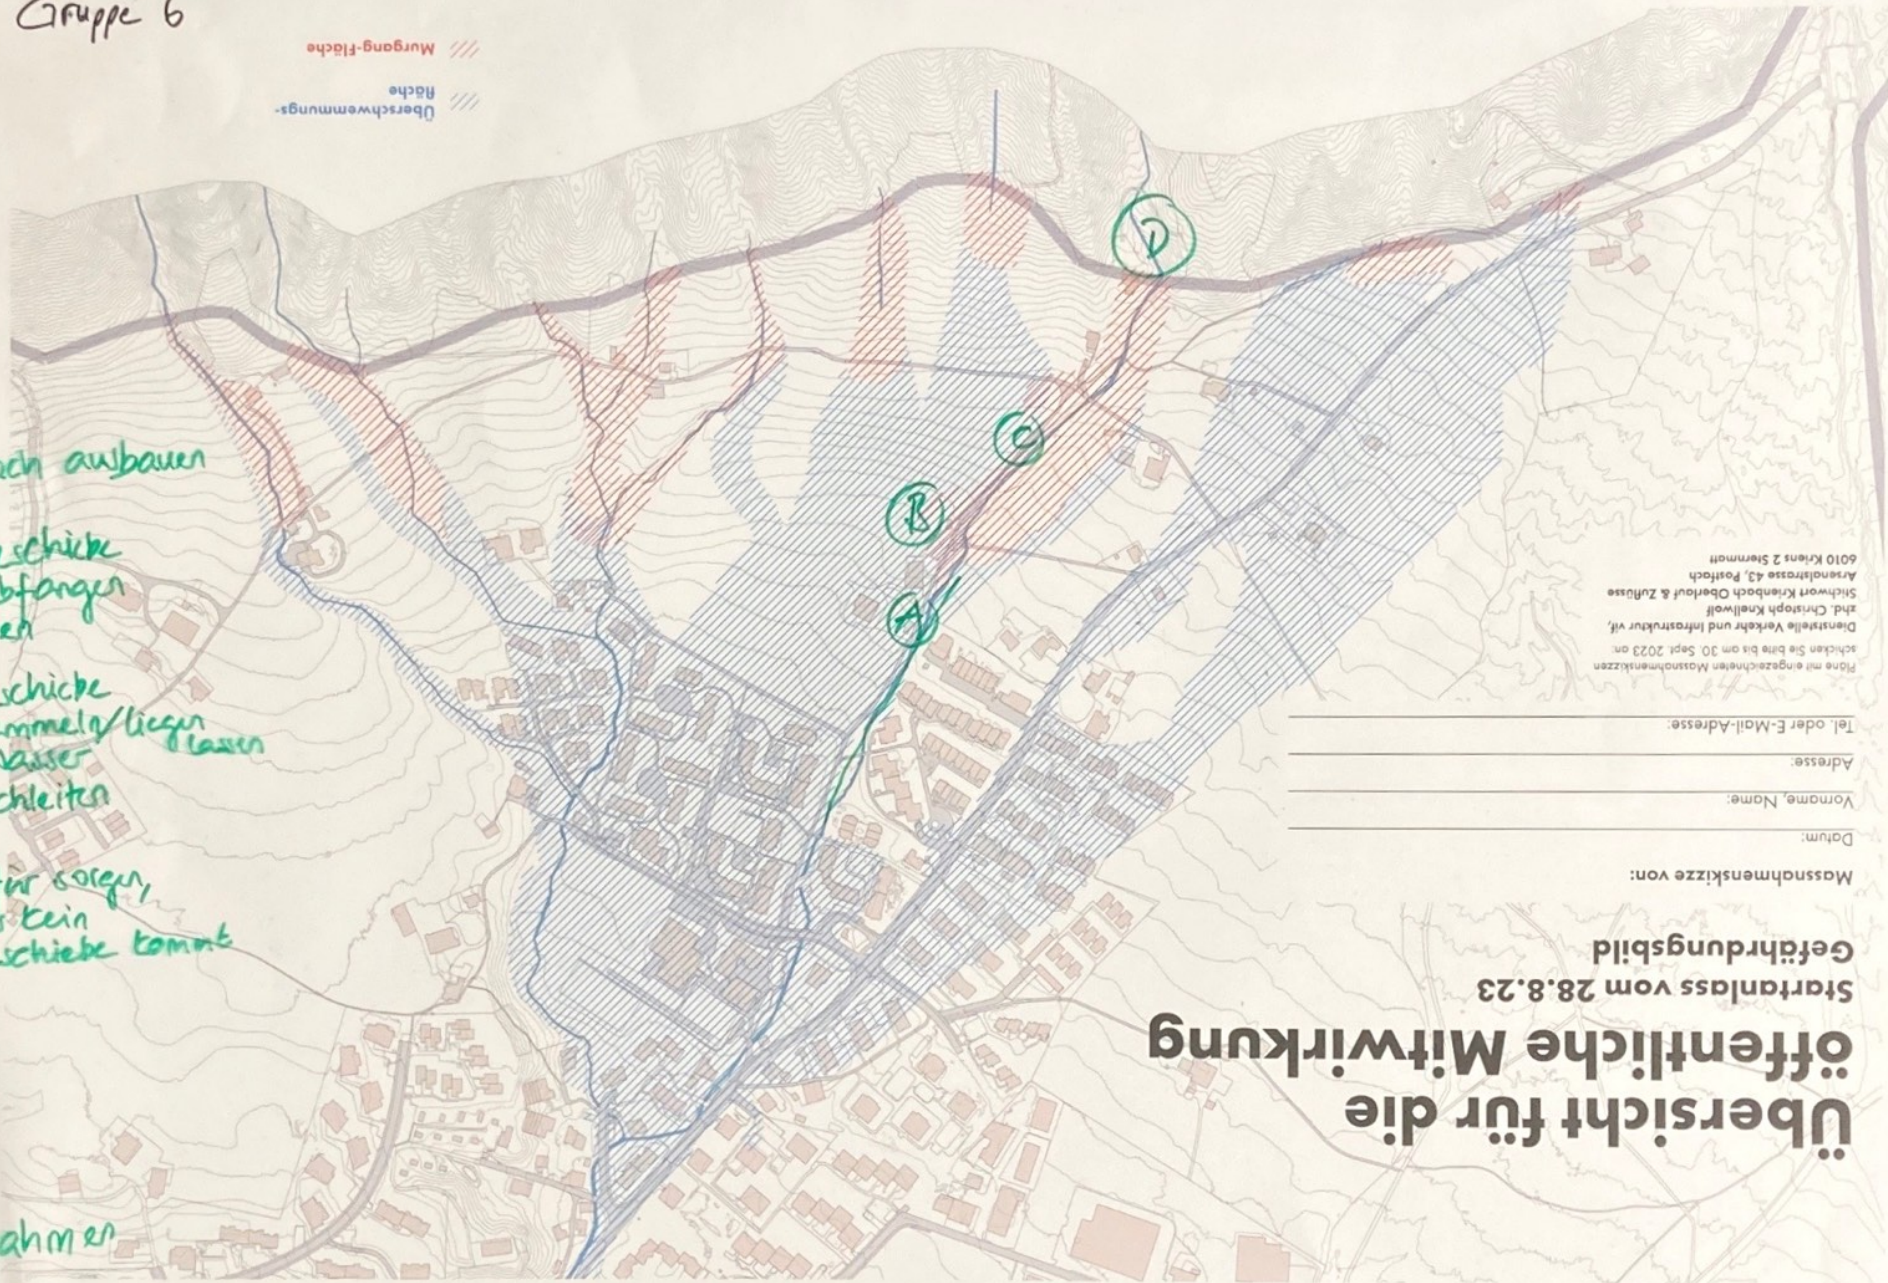 Gruppe 6
Murgang-Fläche
Überschwemmungs-
fläche
D
C
B
A
ach ausbauen
schiebe
bfangen
en
schiebe
mmeln/liegen
lassen
asser
chleiten
ür sorgen,
s kein
schiebe kommt
ahmen
Übersicht für die
öffentliche Mitwirkung
Startanlass vom 28.8.23
Gefährdungsbild
Massnahmenskizze von:
Datum:
Vorname, Name:
Adresse:
Tel. oder E-Mail-Adresse:
Pläne mit eingezeichneten Massnahmenskizzen
schicken Sie bitte bis am 30. Sept. 2023 an:
Dienststelle Verkehr und Infrastruktur vif,
zhd. Christoph Knellwolf
Stichwort Krienbach Oberlauf & Zuflüsse
Arsenalstrasse 43, Postfach
6010 Kriens 2 Sternmatt